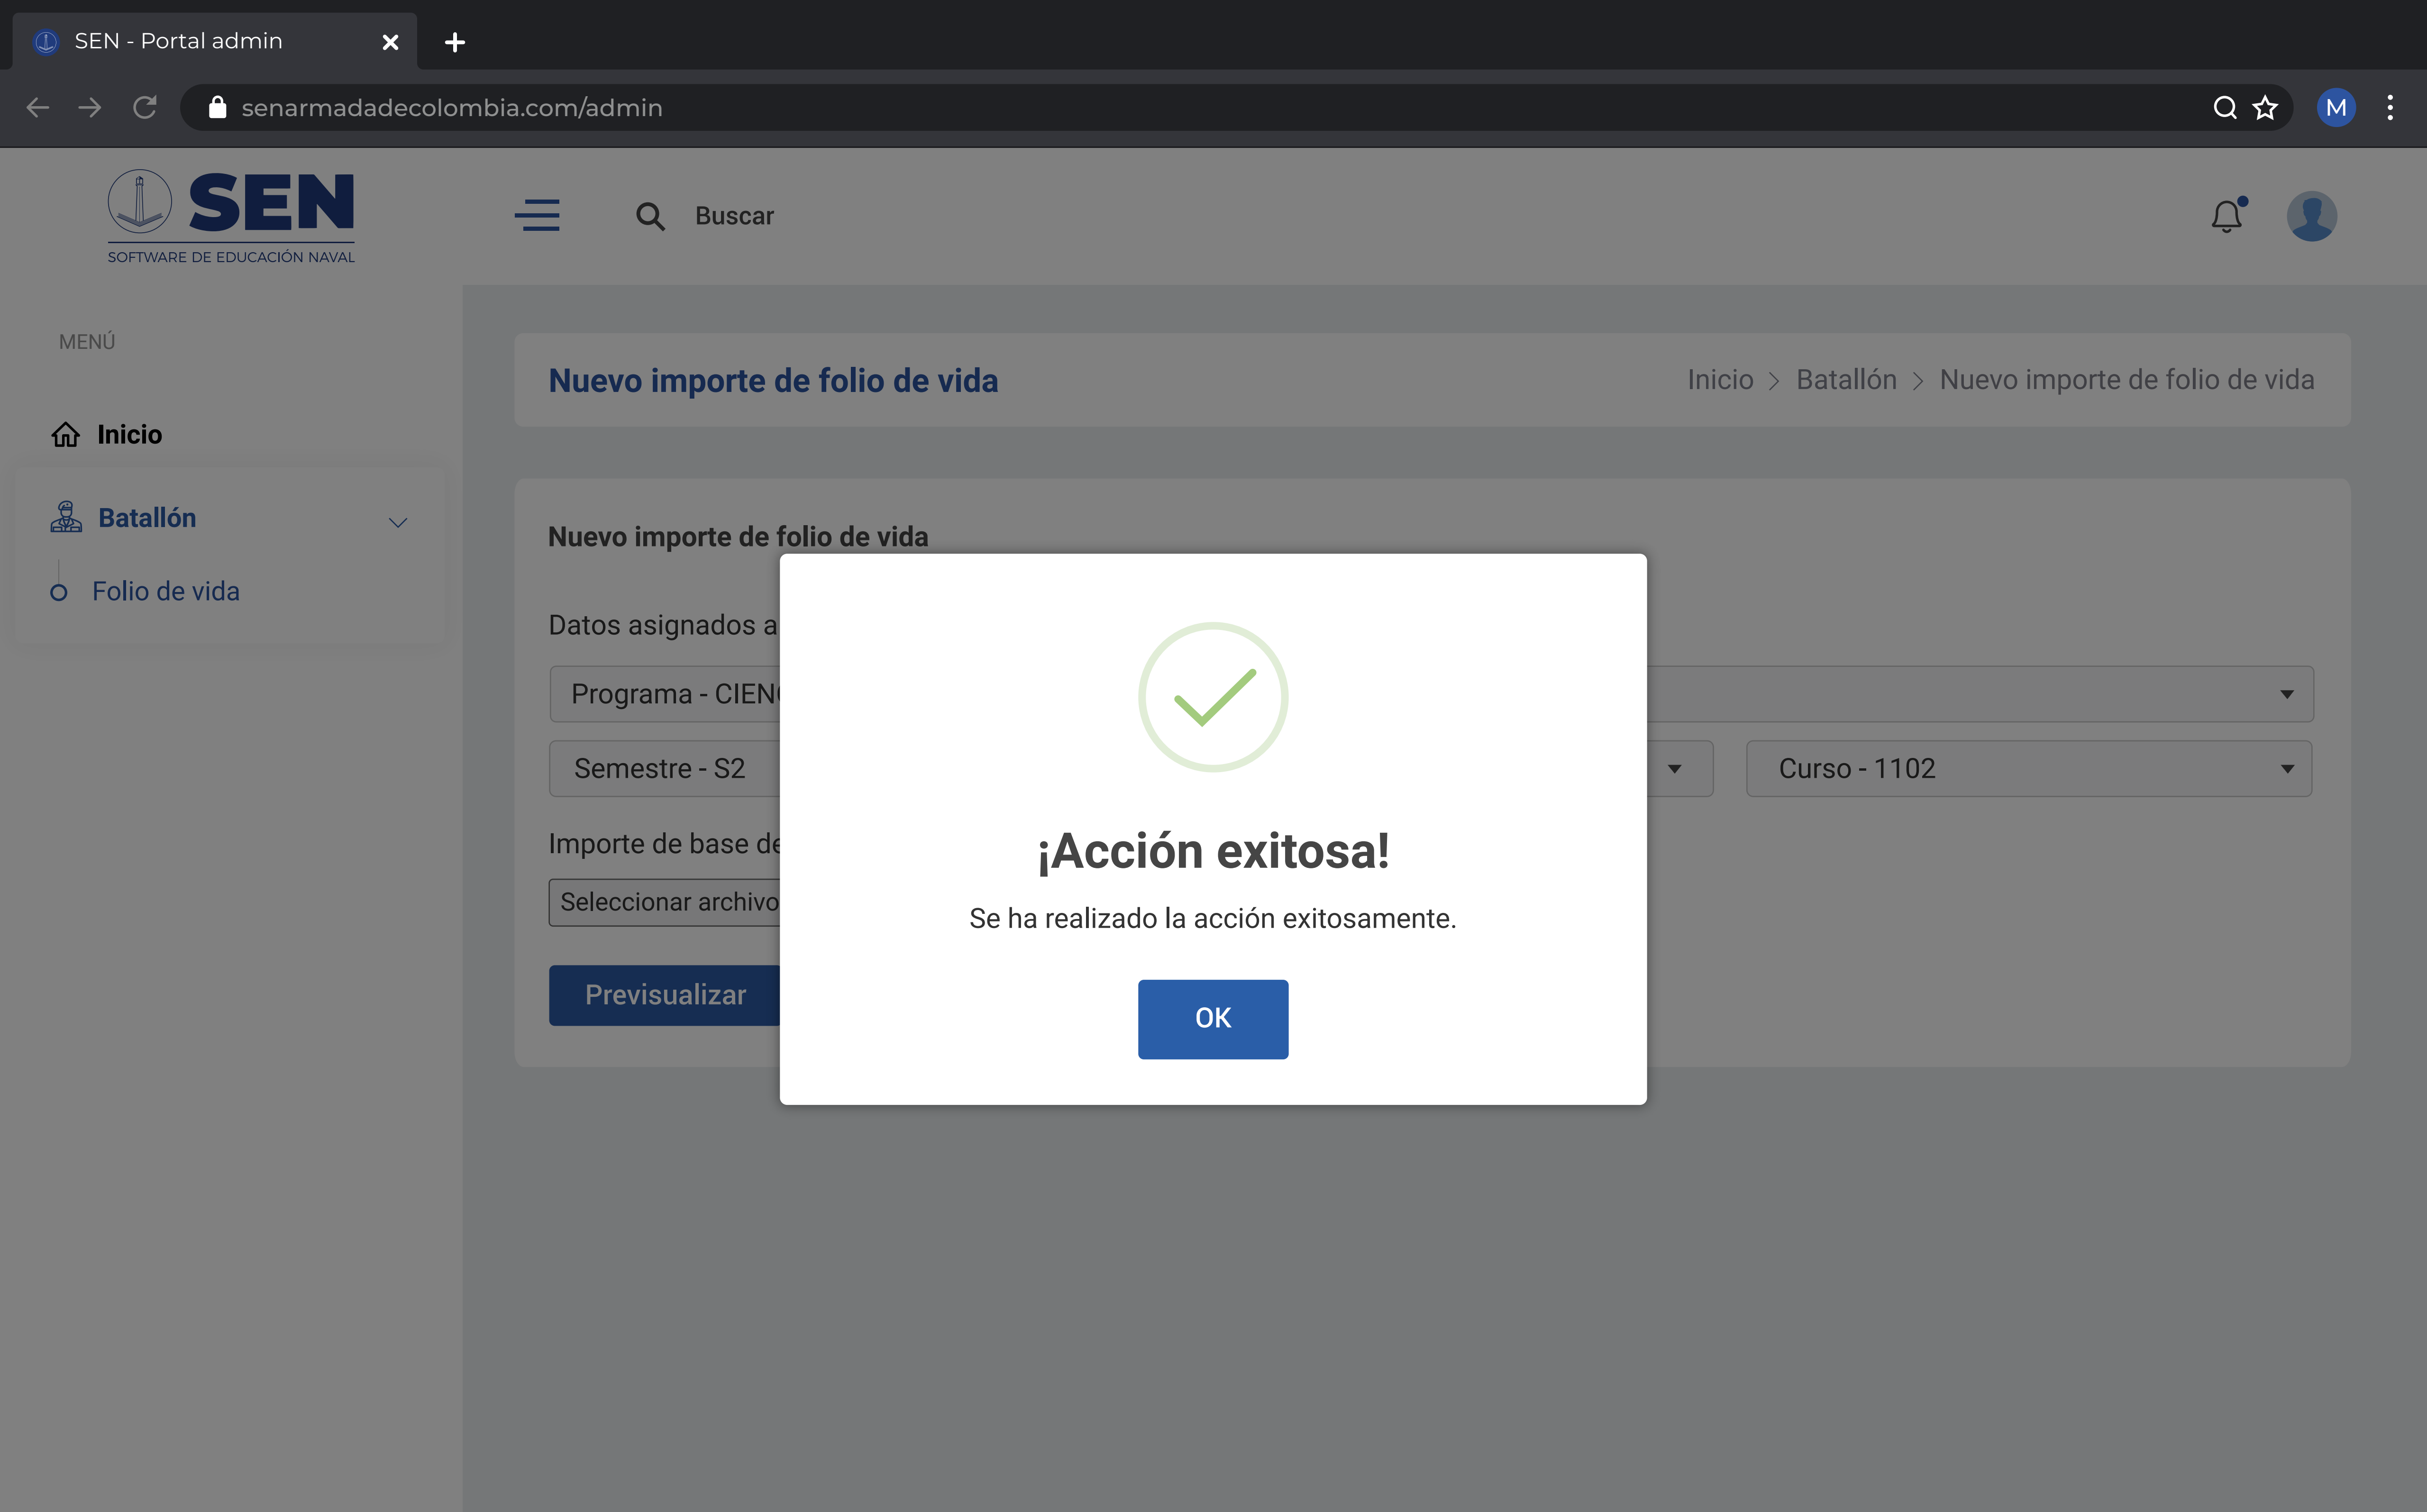 SEN - Portal admin
senarmadadecolombia.com/admin
M
SEN
SOFTWARE DE EDUCACIÓN NAVAL
Buscar
MENÚ
Inicio
Batallón
Folio de vida
Nuevo importe de folio de vida
Inicio > Batallón > Nuevo importe de folio de vida
Nuevo importe de folio de vida
Datos asignados a
Programa -
Semestre - S2
Curso - 1102
Importe de base de
Seleccionar archivo
Previsualizar
¡Acción exitosa!
Se ha realizado la acción exitosamente.
OK